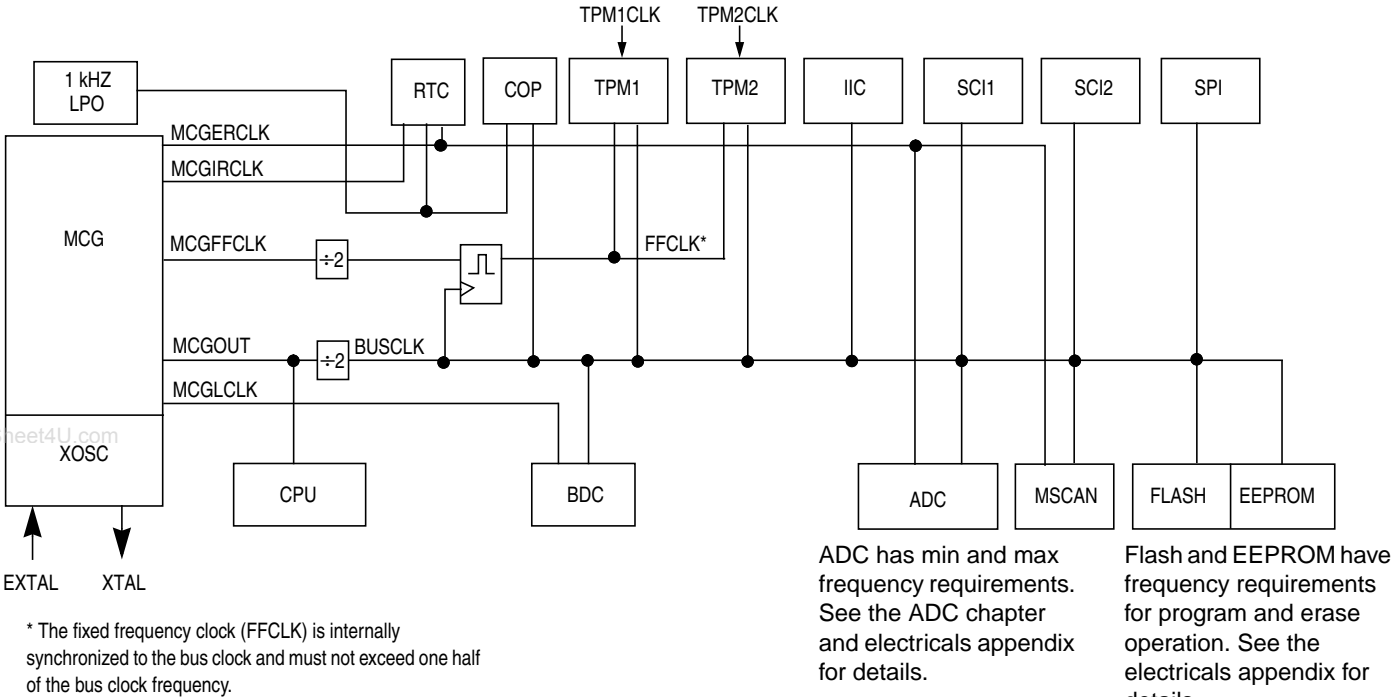 TPM1CLK TPM2CLK
1 kHZ
LPO
RTC COP TPM1 TPM2 IIC SCI1 SCI2 SPI
MCGERCLK
MCGIRCLK
MCG
MCGFFCLK ÷2 FFCLK*
MCGOUT ÷2 BUSCLK
MCGLCLK
heet4U.com
XOSC
CPU BDC ADC MSCAN FLASH EEPROM
EXTAL XTAL
ADC has min and max
frequency requirements.
See the ADC chapter
and electricals appendix
for details.
Flash and EEPROM have
frequency requirements
for program and erase
operation. See the
electricals appendix for
* The fixed frequency clock (FFCLK) is internally
synchronized to the bus clock and must not exceed one half
of the bus clock frequency.